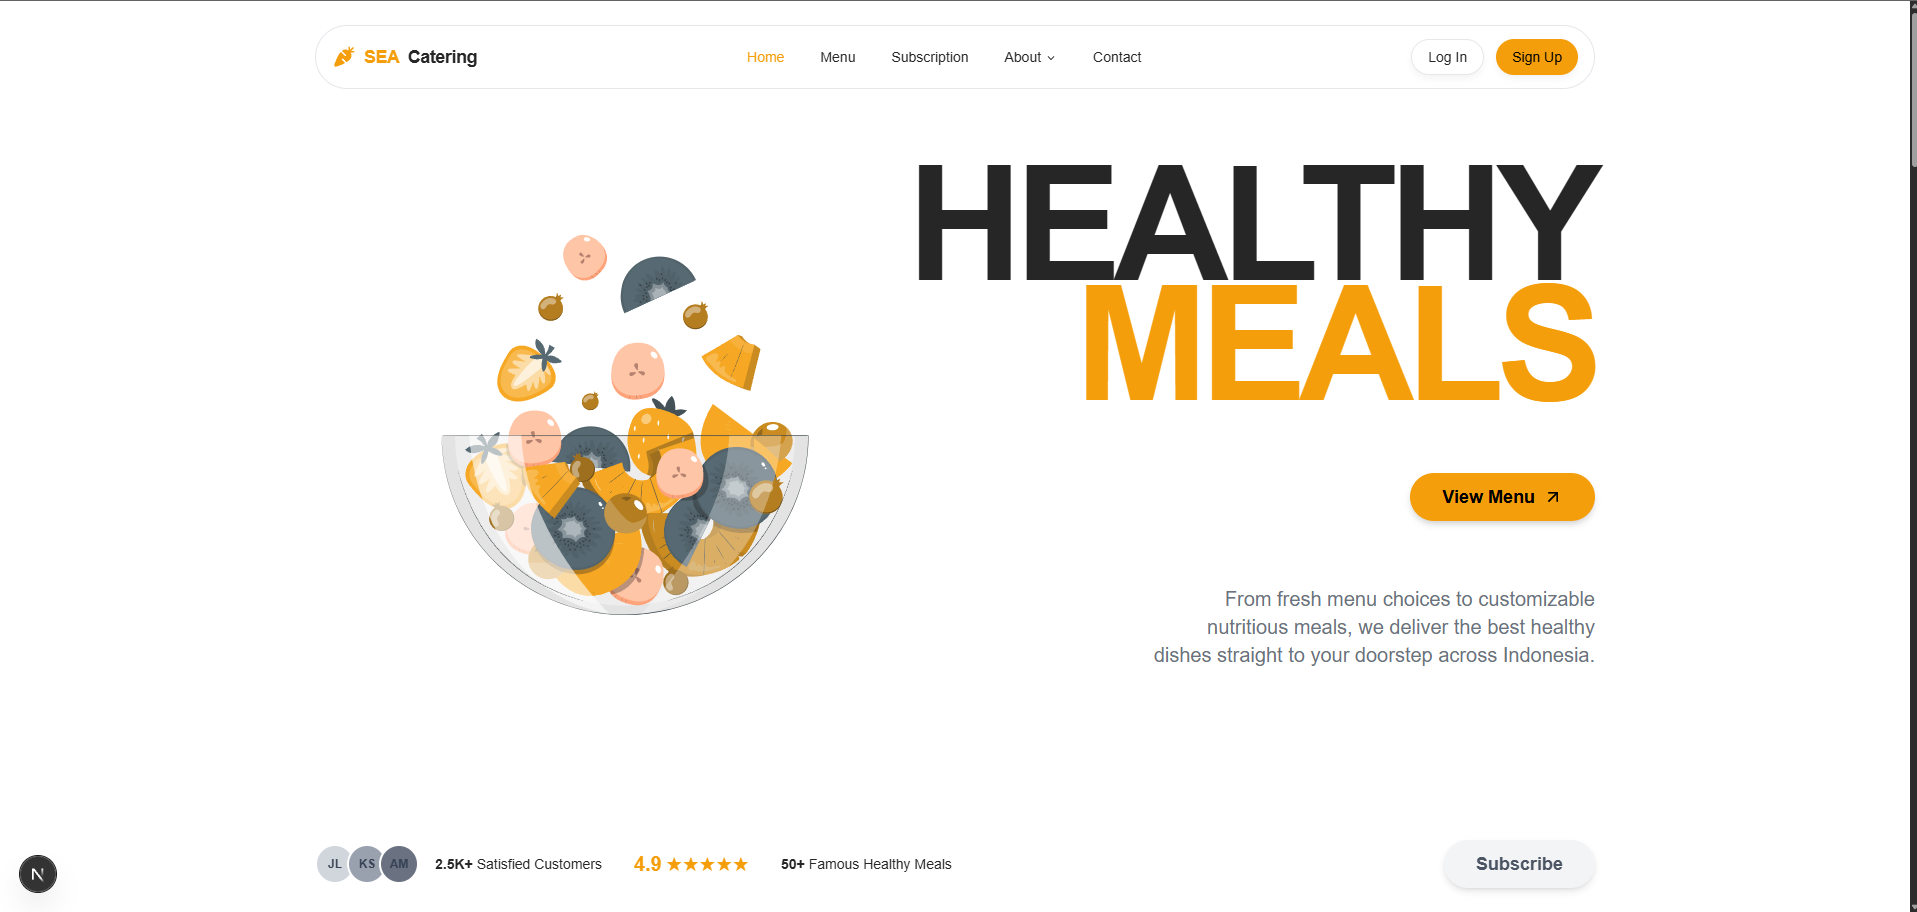 SEA Catering
Home Menu Subscription About Contact
Log In Sign Up
HEALTHY
MEALS
View Menu
From fresh menu choices to customizable
nutritious meals, we deliver the best healthy
dishes straight to your doorstep across Indonesia.
JL KS AM 2.5K+ Satisfied Customers 4.9 ★★★★★ 50+ Famous Healthy Meals
Subscribe
N